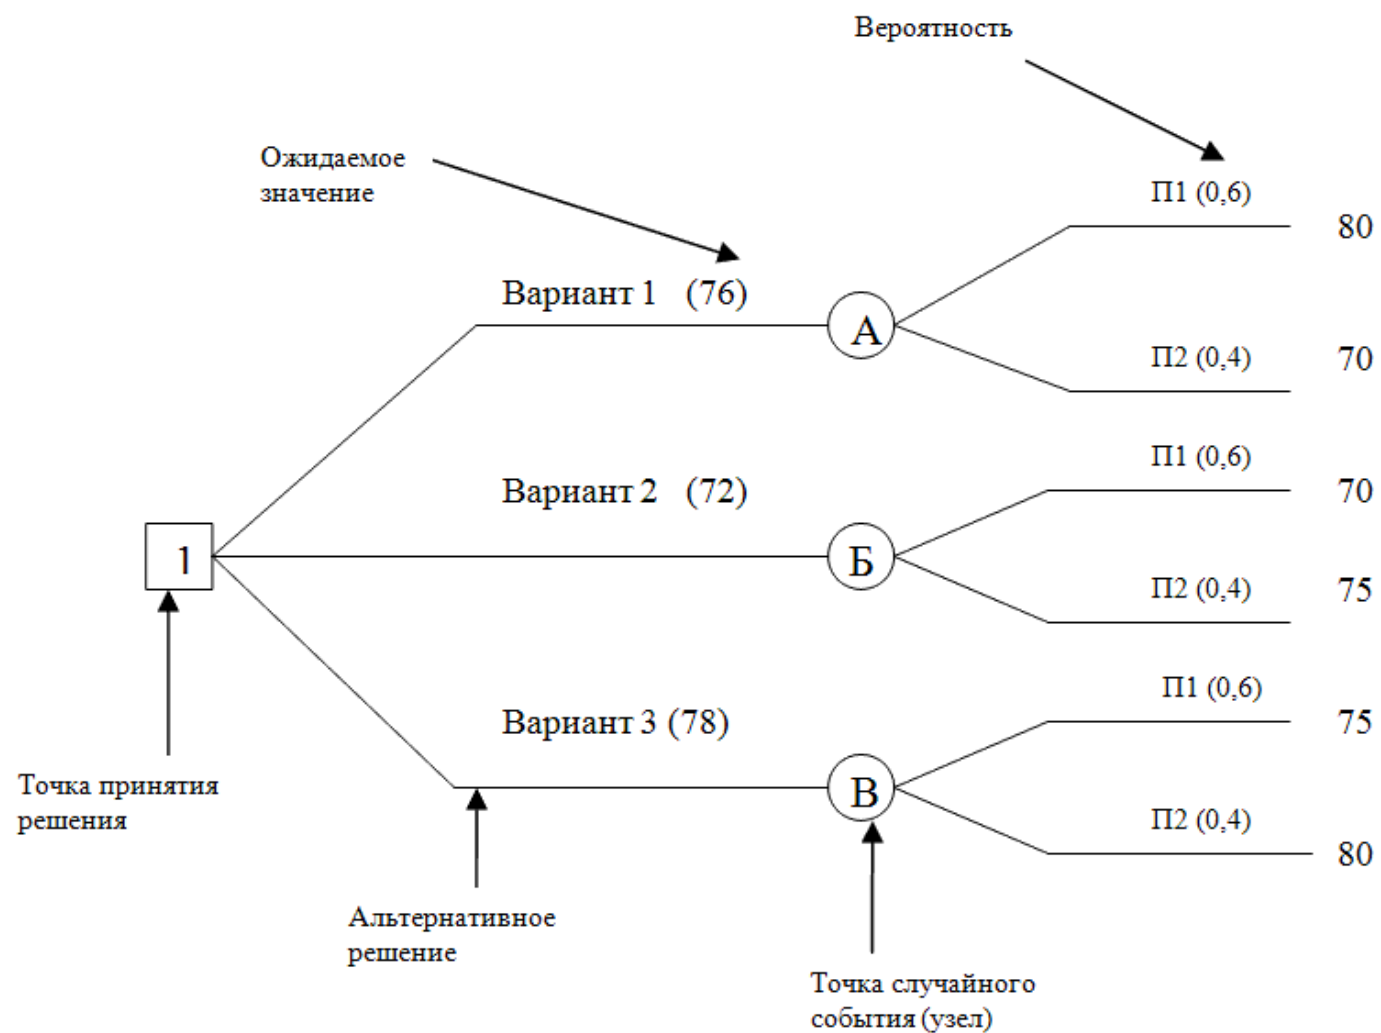 Вероятность
Ожидаемое
значение
П1 (0,6)
80
Вариант 1 (76)
А
П2 (0,4)
70
П1 (0,6)
70
Вариант 2 (72)
1
Б
П2 (0,4)
75
П1 (0,6)
75
Вариант 3 (78)
В
П2 (0,4)
80
Точка принятия
решения
Альтернативное
решение
Точка случайного
события (узел)